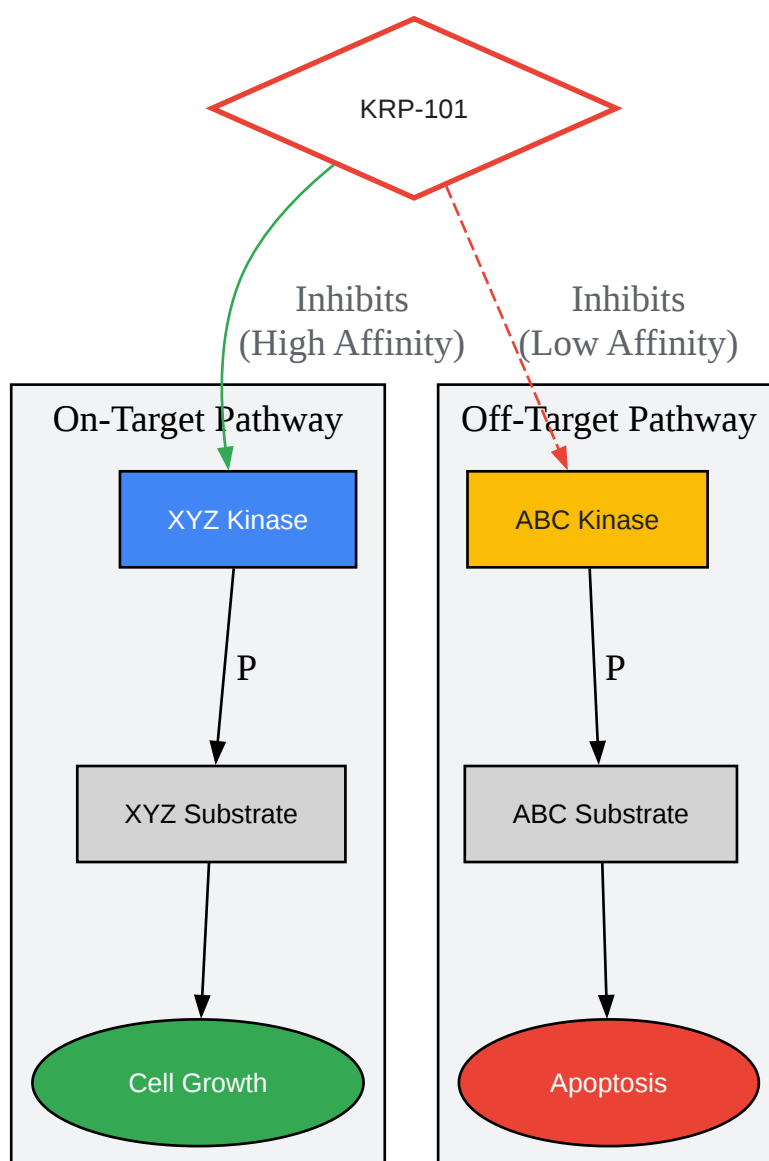 KRP-101
Inhibits
(High Affinity)
Inhibits
(Low Affinity)
On-Target Pathway
Off-Target Pathway
XYZ Kinase
ABC Kinase
P
P
XYZ Substrate
ABC Substrate
Cell Growth
Apoptosis